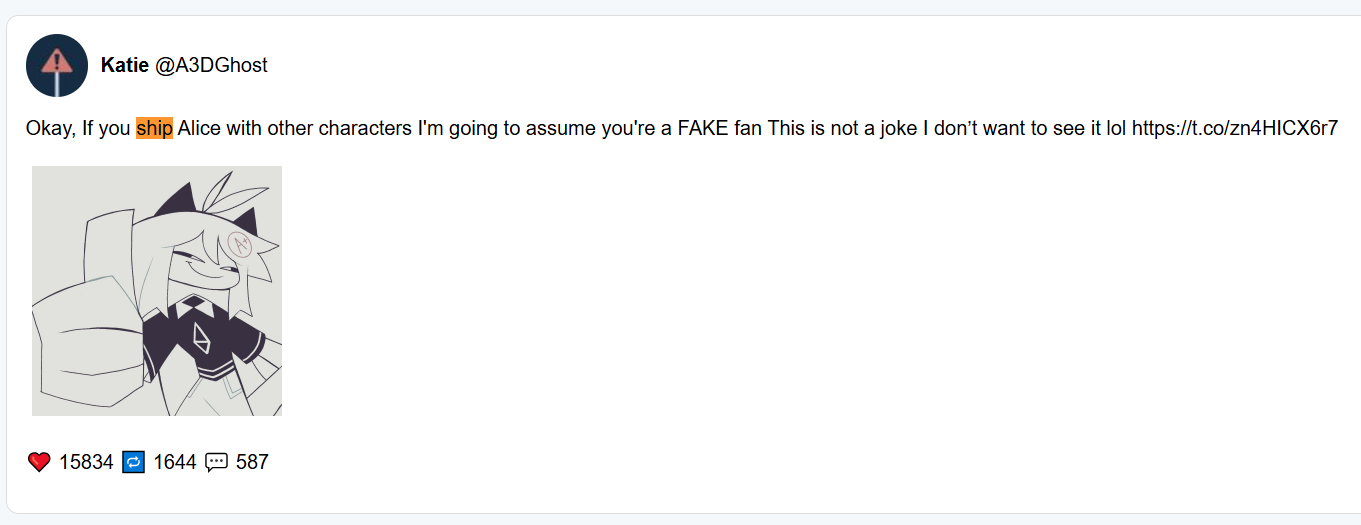 Katie @A3DGhost
Okay, If you ship Alice with other characters I'm going to assume you're a FAKE fan This is not a joke I don’t want to see it lol https://t.co/zn4HICX6r7
A+
15834 1644 587